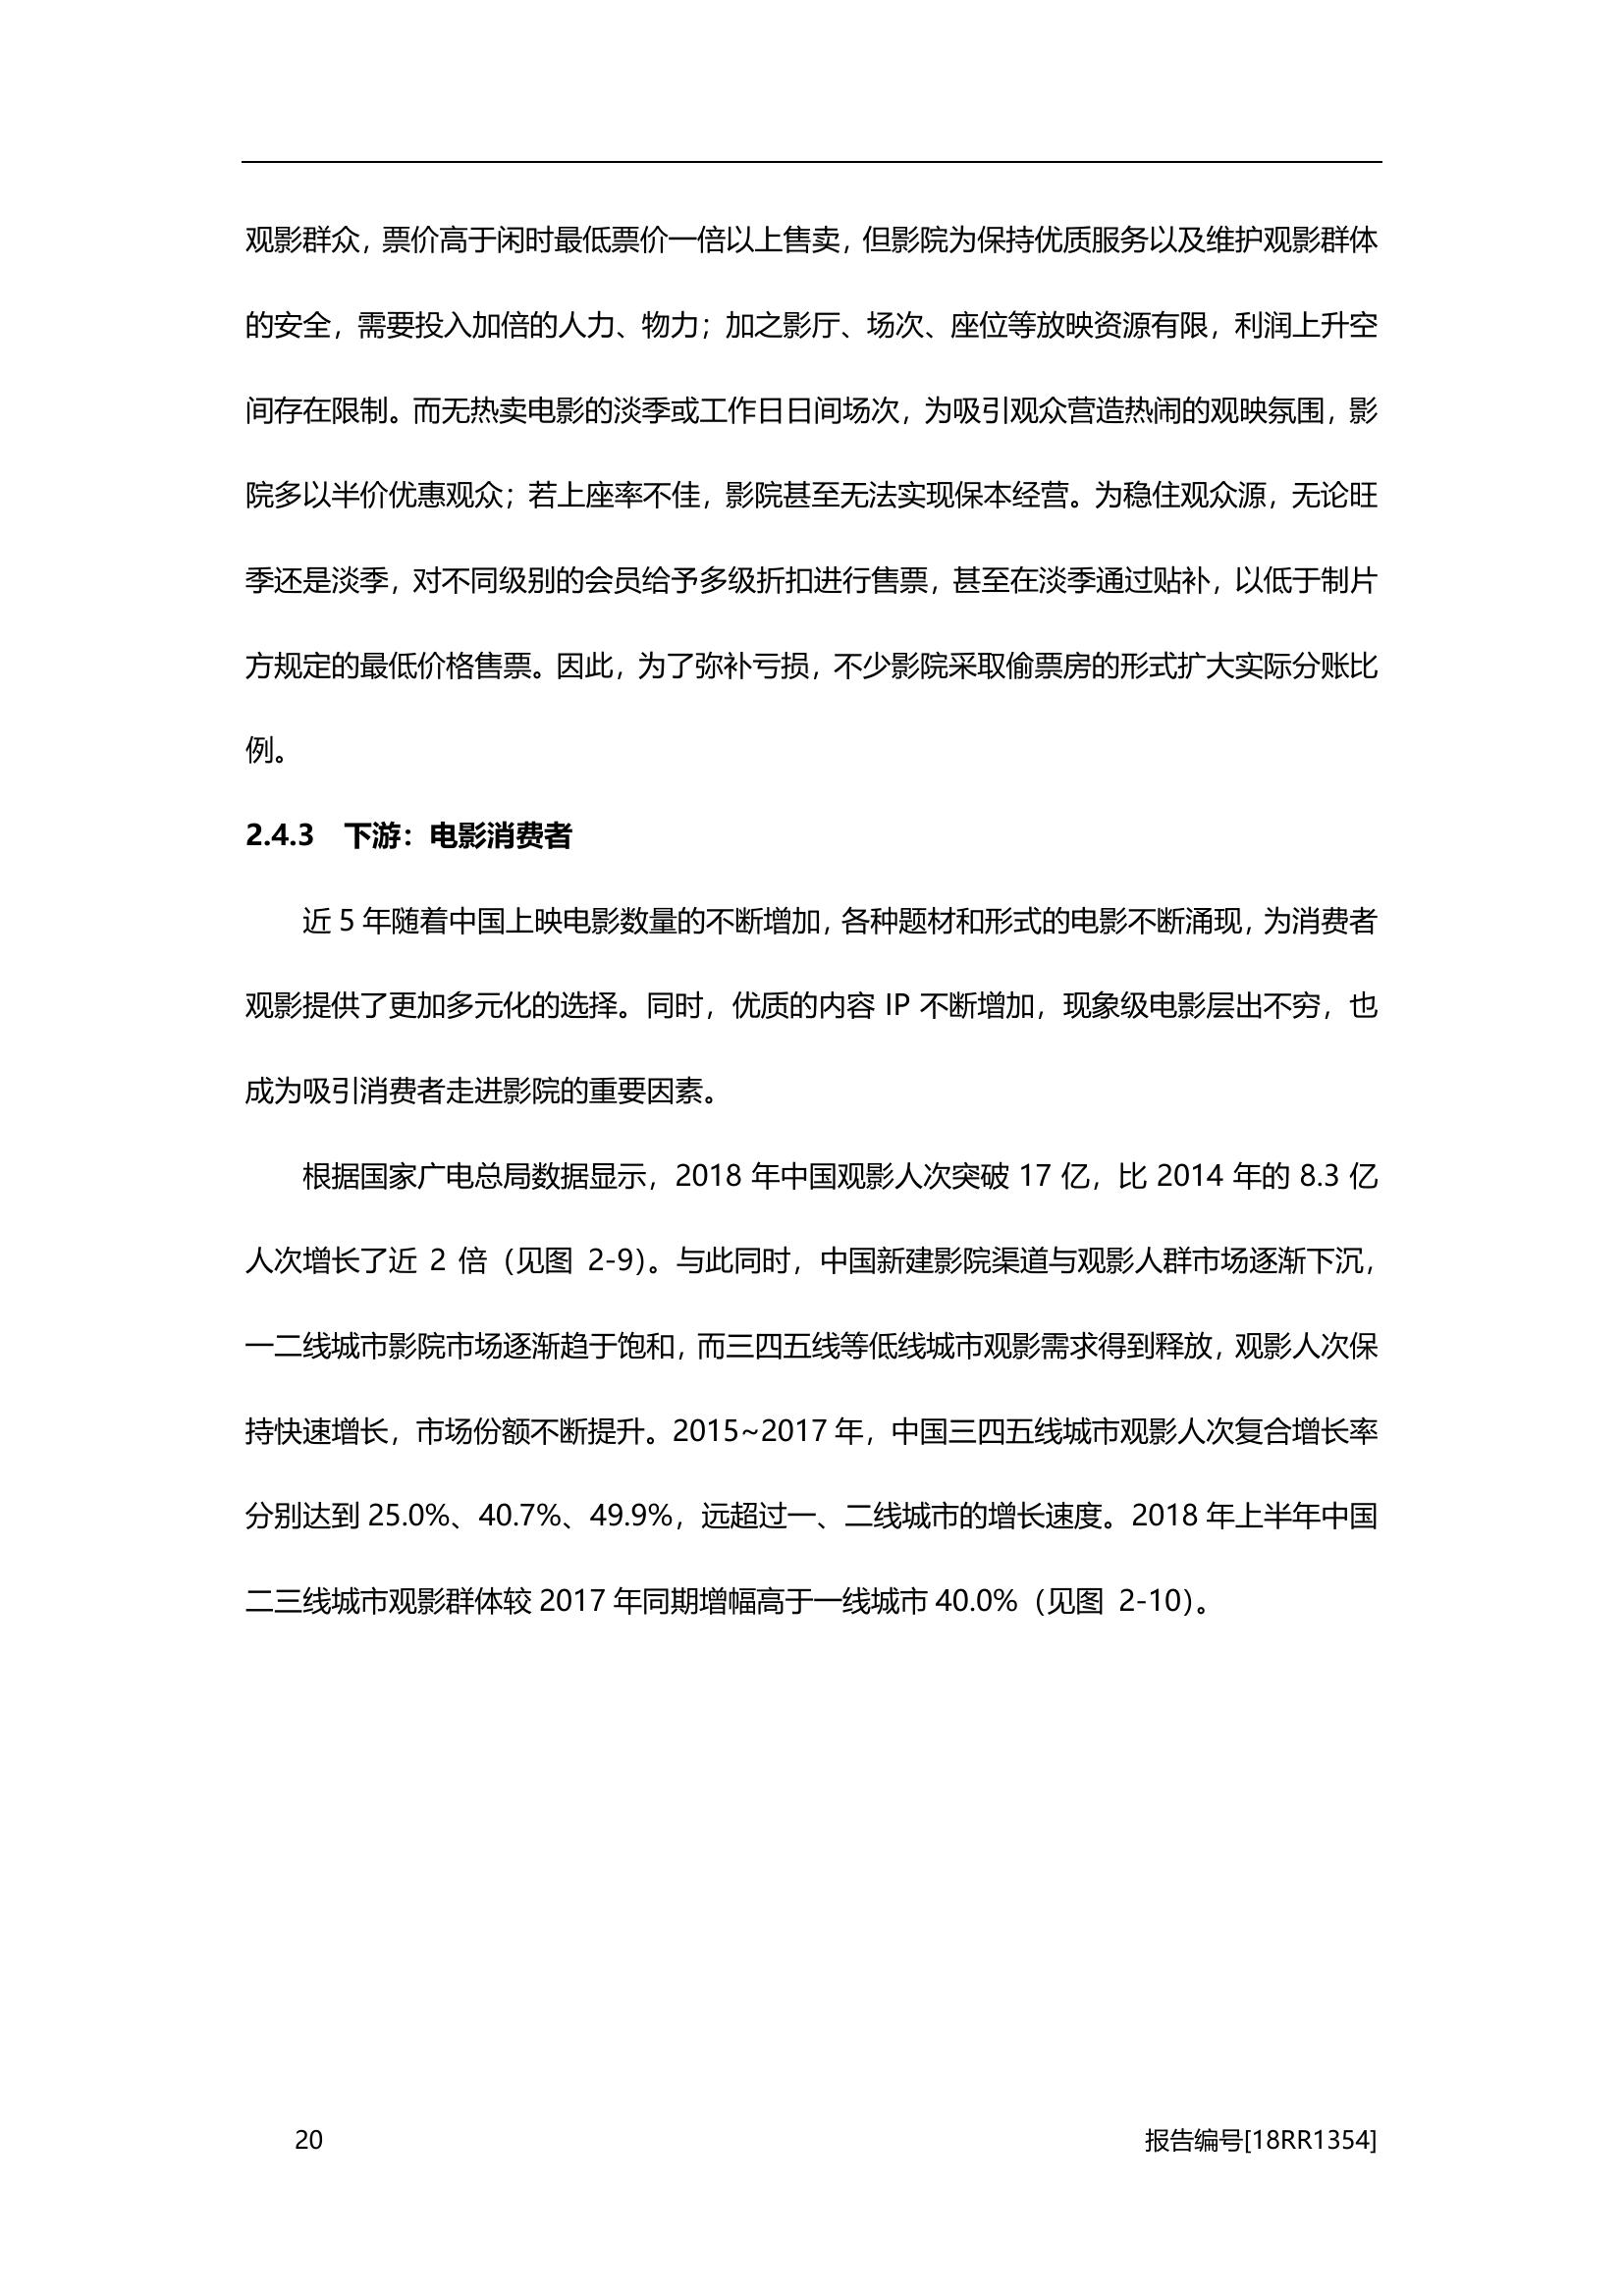 观影群众，票价高于闲时最低票价一倍以上售卖，但影院为保持优质服务以及维护观影群体
的安全，需要投入加倍的人力、物力；加之影厅、场次、座位等放映资源有限，利润上升空
间存在限制。而无热卖电影的淡季或工作日日间场次，为吸引观众营造热闹的观映氛围，影
院多以半价优惠观众；若上座率不佳，影院甚至无法实现保本经营。为稳住观众源，无论旺
季还是淡季，对不同级别的会员给予多级折扣进行售票，甚至在淡季通过贴补，以低于制片
方规定的最低价格售票。因此，为了弥补亏损，不少影院采取偷票房的形式扩大实际分账比
例。
2.4.3 下游：电影消费者
近 5 年随着中国上映电影数量的不断增加，各种题材和形式的电影不断涌现，为消费者
观影提供了更加多元化的选择。同时，优质的内容 IP 不断增加，现象级电影层出不穷，也
成为吸引消费者走进影院的重要因素。
根据国家广电总局数据显示，2018 年中国观影人次突破 17 亿，比 2014 年的 8.3 亿
人次增长了近 2 倍（见图 2-9）。与此同时，中国新建影院渠道与观影人群市场逐渐下沉，
一二线城市影院市场逐渐趋于饱和，而三四五线等低线城市观影需求得到释放，观影人次保
持快速增长，市场份额不断提升。2015~2017 年，中国三四五线城市观影人次复合增长率
分别达到 25.0%、40.7%、49.9%，远超过一、二线城市的增长速度。2018 年上半年中国
二三线城市观影群体较 2017 年同期增幅高于一线城市 40.0%（见图 2-10）。
20 报告编号[18RR1354]